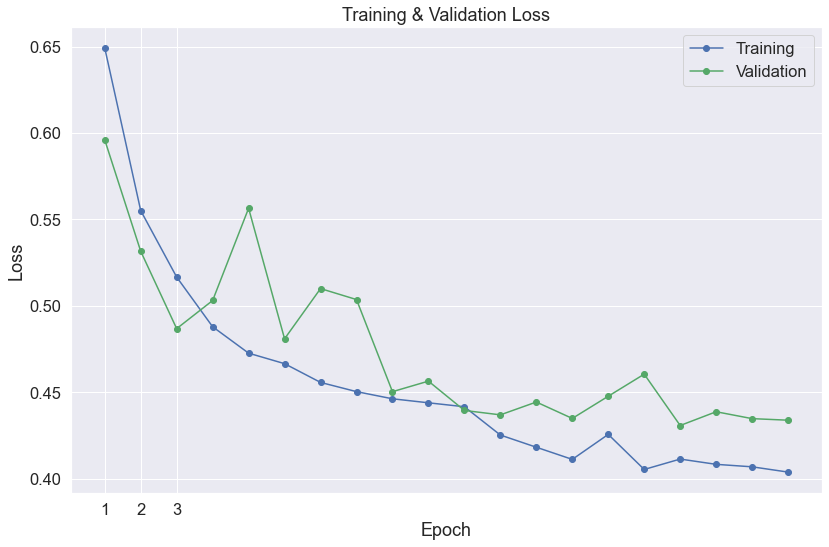 Training & Validation Loss
Training
Validation
0.65
0.60
0.55
0.50
0.45
0.40
Loss
1 2 3
Epoch